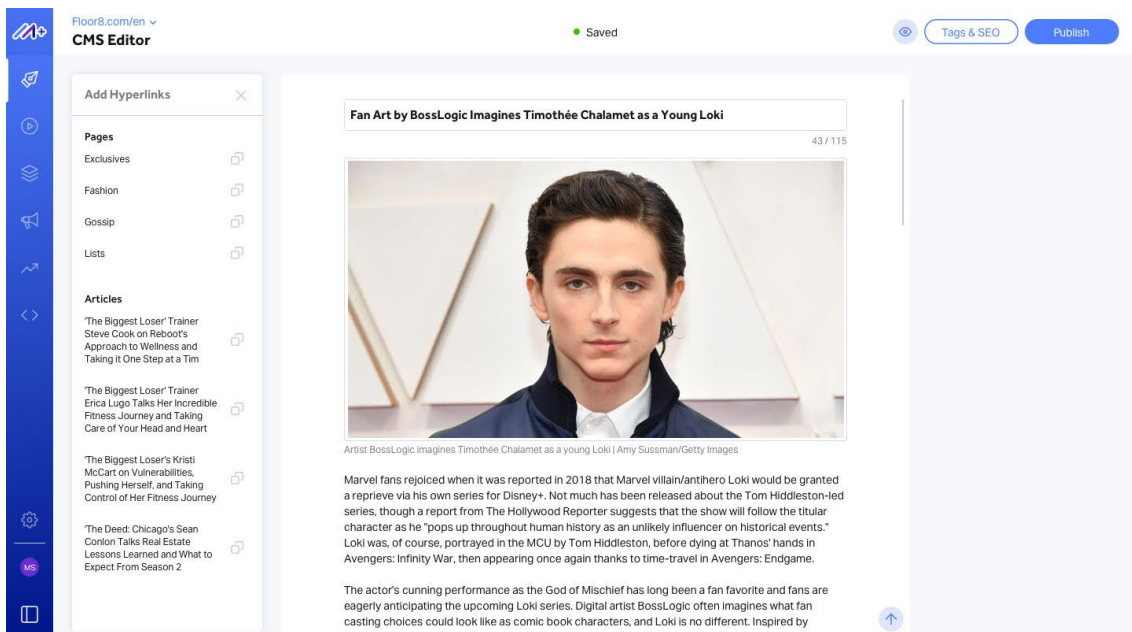 Floor8.com/en
CMS Editor
Saved
Tags & SEO
Publish
Add Hyperlinks
Pages
Exclusives
Fashion
Gossip
Lists
Articles
'The Biggest Loser' Trainer
Steve Cook on Reboot's
Approach to Wellness and
Taking it One Step at a Tim
'The Biggest Loser' Trainer
Erica Lugo Talks Her Incredible
Fitness Journey and Taking
Care of Your Head and Heart
'The Biggest Loser's Kristi
McCart on Vulnerabilities,
Pushing Herself, and Taking
Control of Her Fitness Journey
'The Deed: Chicago's Sean
Conlon Talks Real Estate
Lessons Learned and What to
Expect From Season 2
MS
Fan Art by BossLogic Imagines Timothée Chalamet as a Young Loki
43 / 115
Artist BossLogic imagines Timothée Chalamet as a young Loki | Amy Sussman/Getty Images
Marvel fans rejoiced when it was reported in 2018 that Marvel villain/antihero Loki would be granted
a reprieve via his own series for Disney+. Not much has been released about the Tom Hiddleston-led
series, though a report from The Hollywood Reporter suggests that the show will follow the titular
character as he "pops up throughout human history as an unlikely influencer on historical events."
Loki was, of course, portrayed in the MCU by Tom Hiddleston, before dying at Thanos' hands in
Avengers: Infinity War, then appearing once again thanks to time-travel in Avengers: Endgame.
The actor's cunning performance as the God of Mischief has long been a fan favorite and fans are
eagerly anticipating the upcoming Loki series. Digital artist BossLogic often imagines what fan
casting choices could look like as comic book characters, and Loki is no different. Inspired by